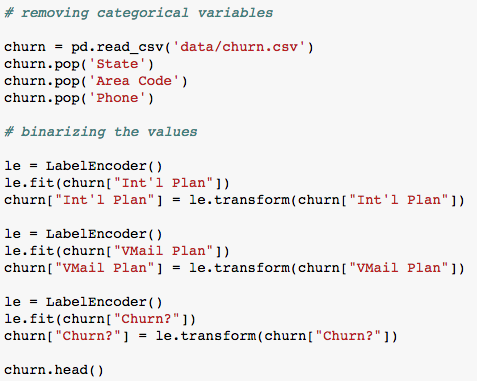 # removing categorical variables
churn = pd.read_csv('data/churn.csv')
churn.pop('State')
churn.pop('Area Code')
churn.pop('Phone')
# binarizing the values
le = LabelEncoder()
le.fit(churn["Int'l Plan"])
churn["Int'l Plan"] = le.transform(churn["Int'l Plan"])
le = LabelEncoder()
le.fit(churn["VMail Plan"])
churn["VMail Plan"] = le.transform(churn["VMail Plan"])
le = LabelEncoder()
le.fit(churn["Churn?"])
churn["Churn?"] = le.transform(churn["Churn?"])
churn.head()